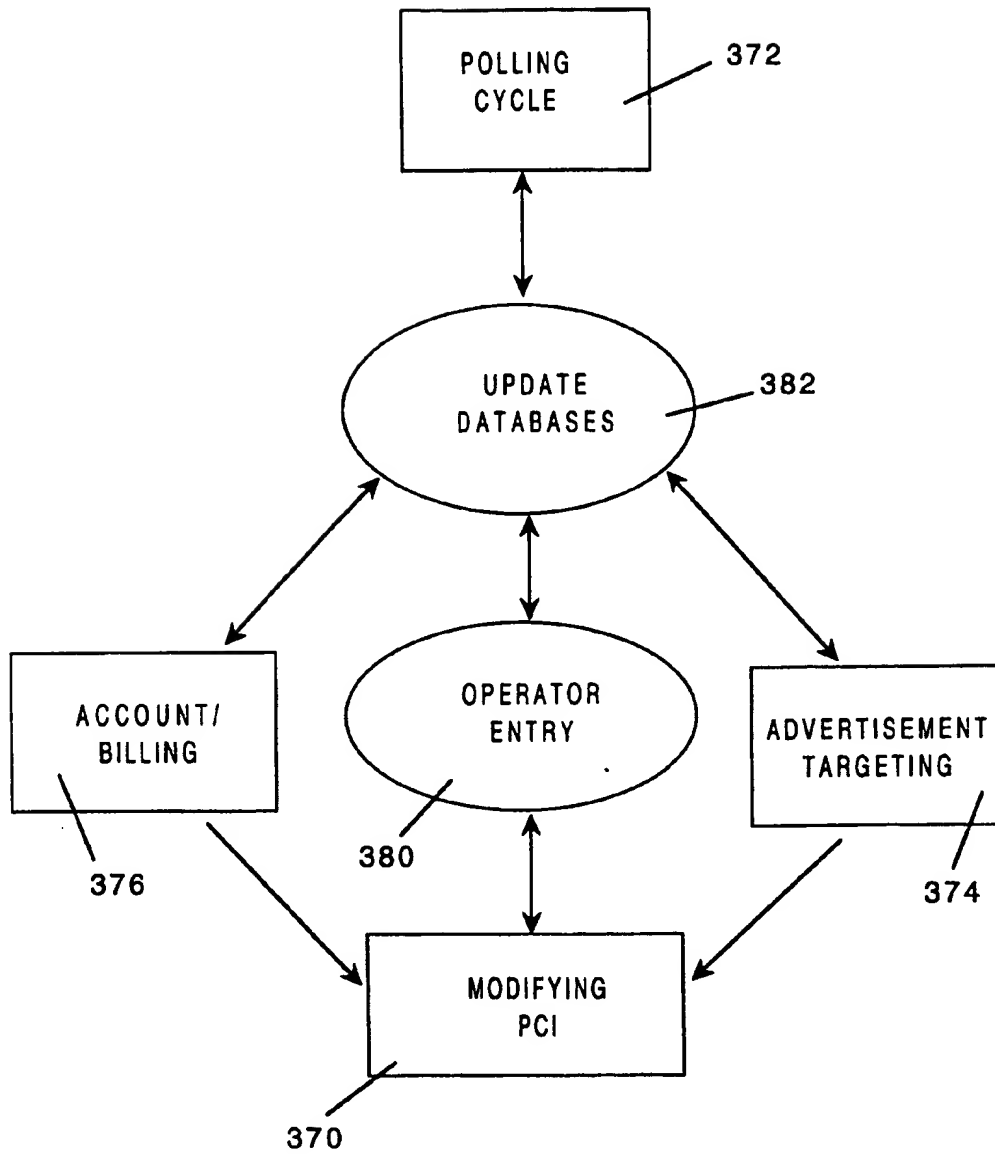 POLLING
CYCLE
372
UPDATE
DATABASES
382
ACCOUNT/
BILLING
376
OPERATOR
ENTRY
380
ADVERTISEMENT
TARGETING
374
MODIFYING
PCI
370